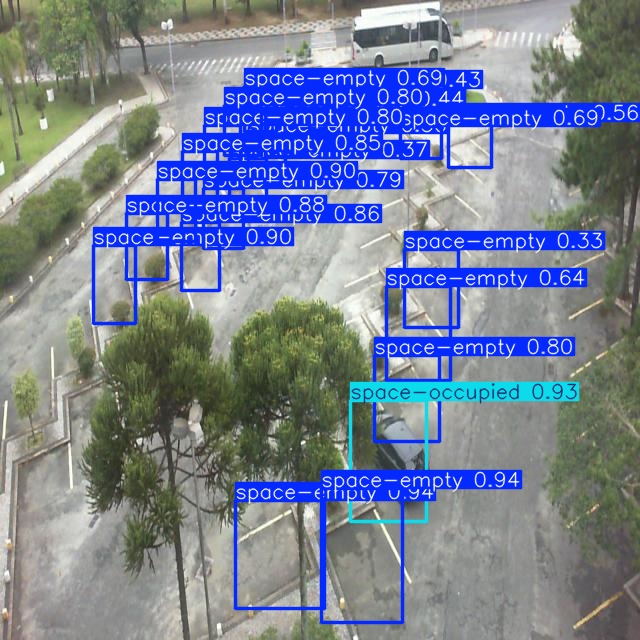 space-empty 0.69
.43
space-empty 0.80
.44
space-empty 0.80
space-empty 0.69
0.56
space-empty 0.85
0.37
space-empty 0.90
0.79
space-empty 0.88
space-empty 0.86
space-empty 0.90
space-empty 0.33
space-empty 0.64
space-empty 0.80
space-occupied 0.93
space-empty 0.94
space-empty 0.94